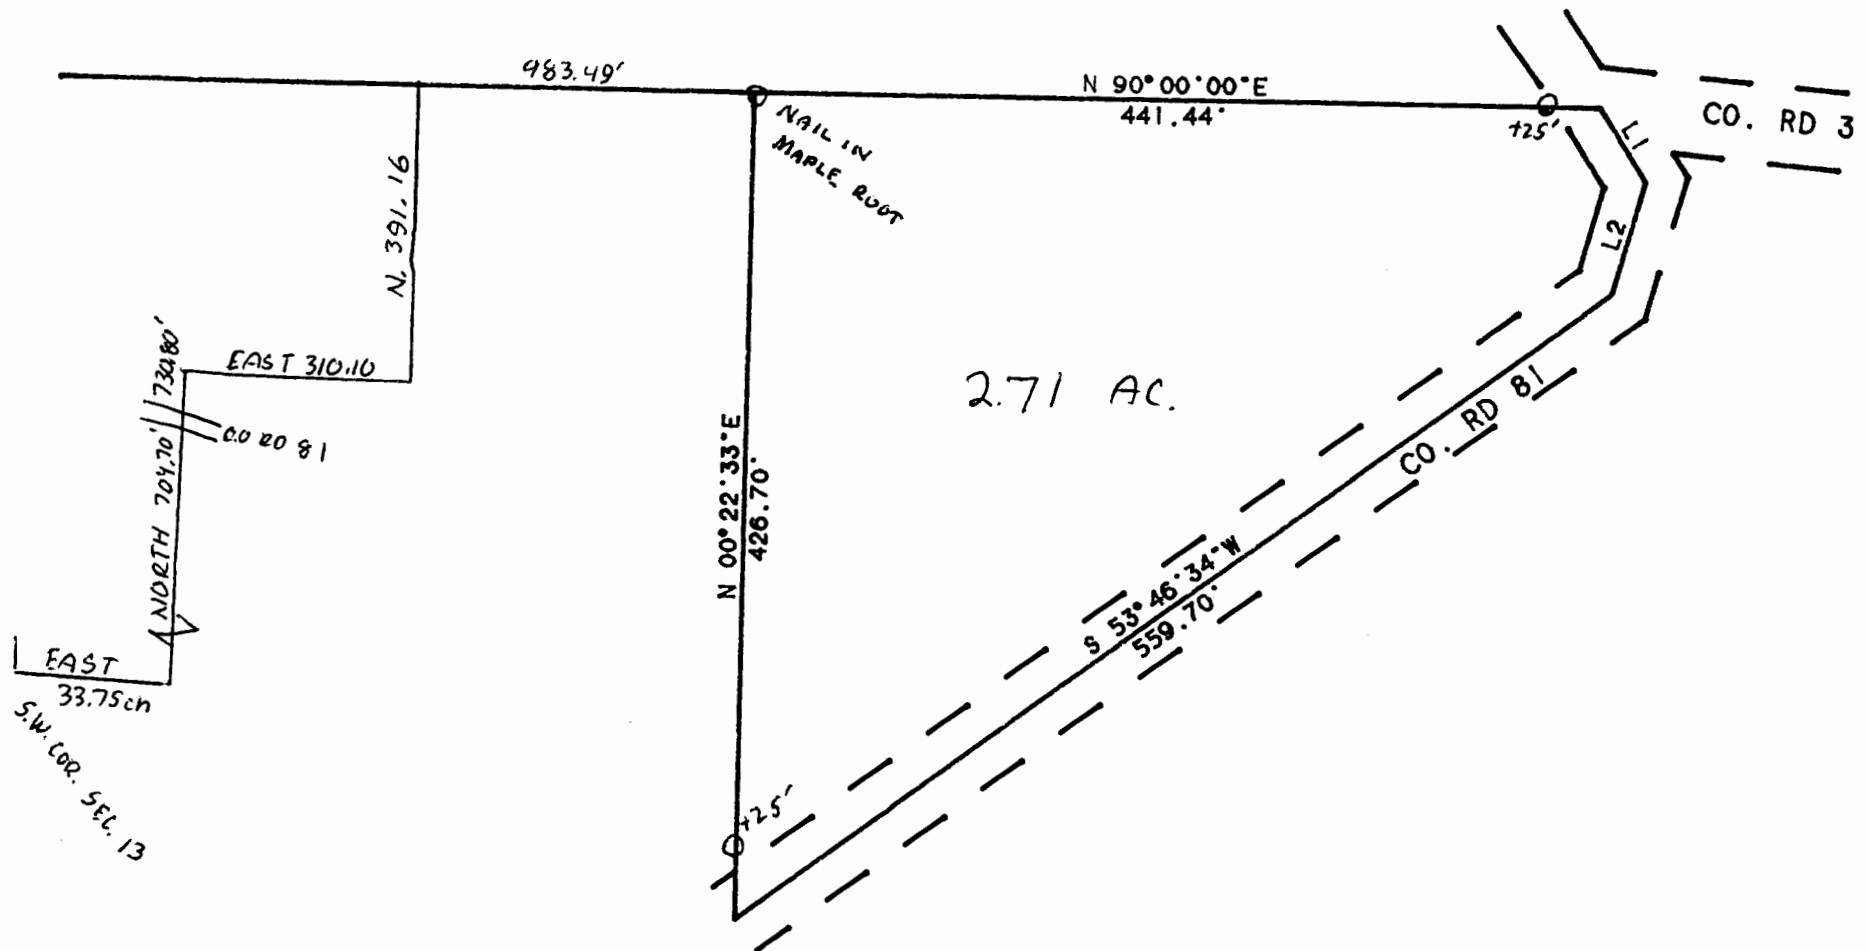 983.49'
N 90°00'00"E
441.44'
+25'
CO. RD 3
L1
L2
NAIL IN
MAPLE ROOT
N. 391.16
EAST 310.10
NORTH 704.70'
CO RD 81
EAST
33.75ch
S.W. COR. SEC. 13
N 00°22'33"E
426.70'
2.71 AC.
CO. RD 81
S 53°46'34"W
559.70'
+25'